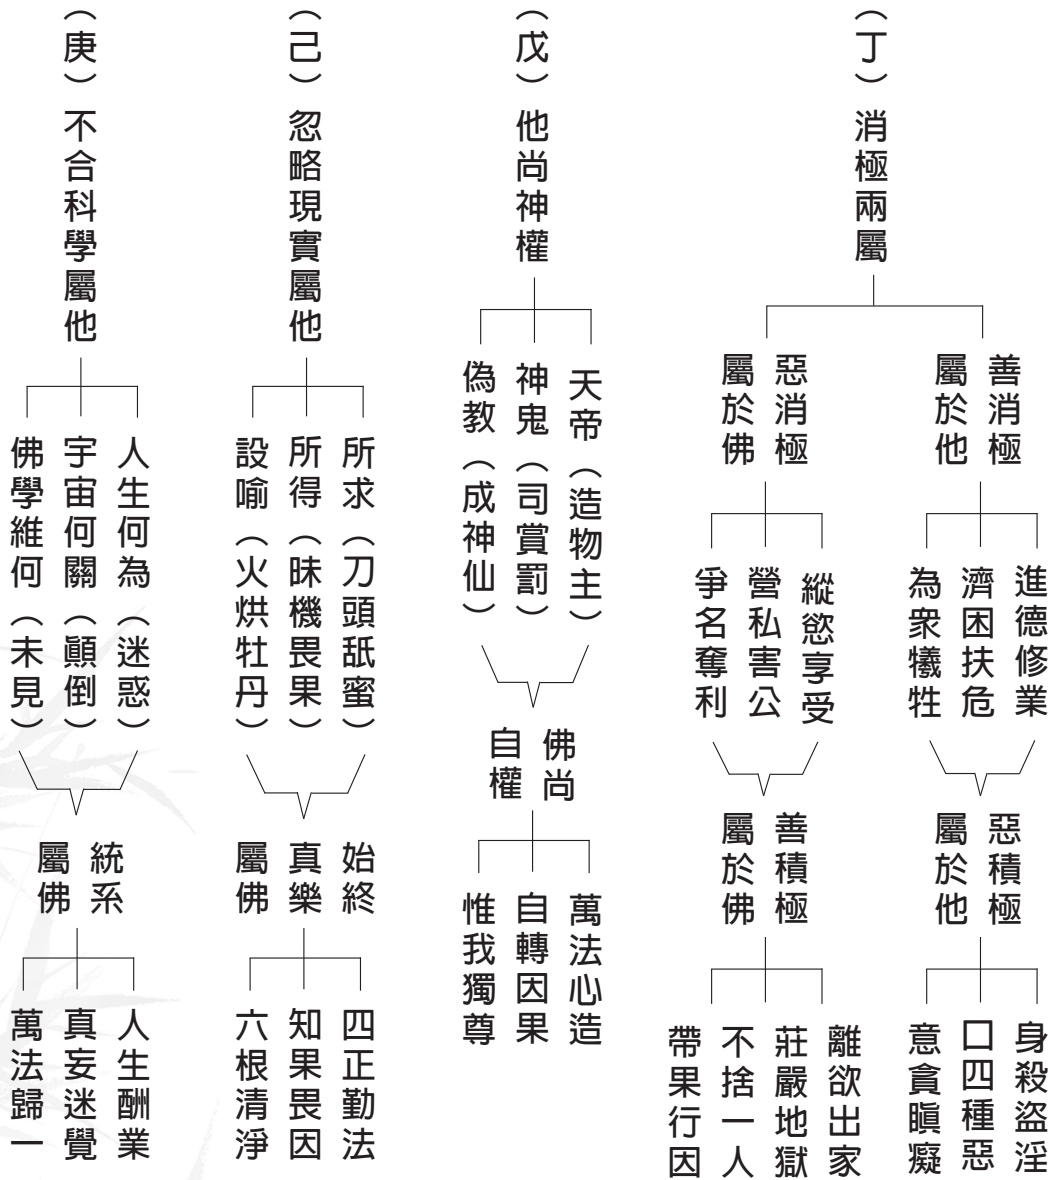 （丁）消極兩屬
善消極
屬於他
進德修業
濟困扶危
為衆犧牲
惡積極
屬於他
身殺盜淫
口四種惡
意貪瞋癡
惡消極
屬於佛
縱慾享受
營私害公
爭名奪利
善積極
屬於佛
離欲出家
莊嚴地獄
不捨一人
帶果行因
（戊）他尚神權
天帝（造物主）
神鬼（司賞罰）
偽教（成神仙）
佛尚
自權
萬法心造
自轉因果
惟我獨尊
（己）忽略現實屬他
所求（刀頭舐蜜）
所得（昧機畏果）
設喻（火烘牡丹）
始終
真樂
屬佛
四正勤法
知果畏因
六根清淨
（庚）不合科學屬他
人生何為（迷惑）
宇宙何關（顚倒）
佛學維何（未見）
統系
屬佛
人生酬業
真妄迷覺
萬法歸一